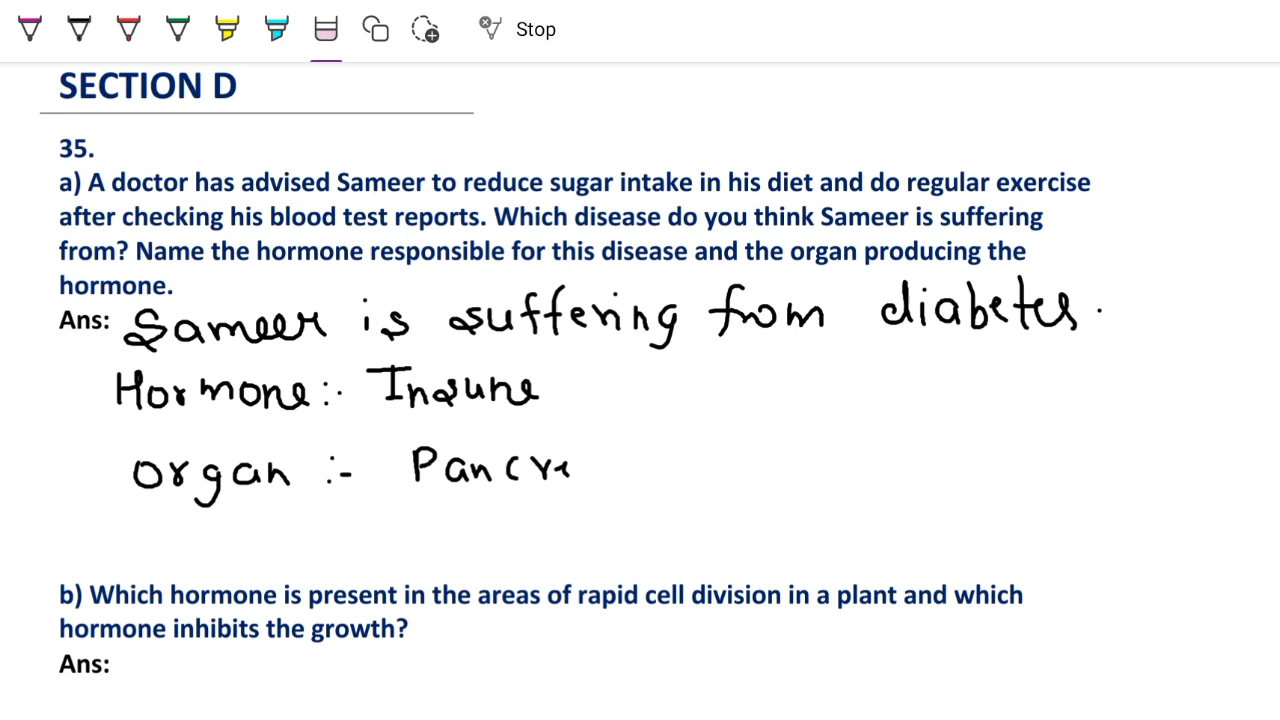 Stop
SECTION D
35.
a) A doctor has advised Sameer to reduce sugar intake in his diet and do regular exercise
after checking his blood test reports. Which disease do you think Sameer is suffering
from? Name the hormone responsible for this disease and the organ producing the
hormone.
Ans: Sameer is suffering from diabetes.
Hormone:- Insune
Organ :- Pancre
b) Which hormone is present in the areas of rapid cell division in a plant and which
hormone inhibits the growth?
Ans: